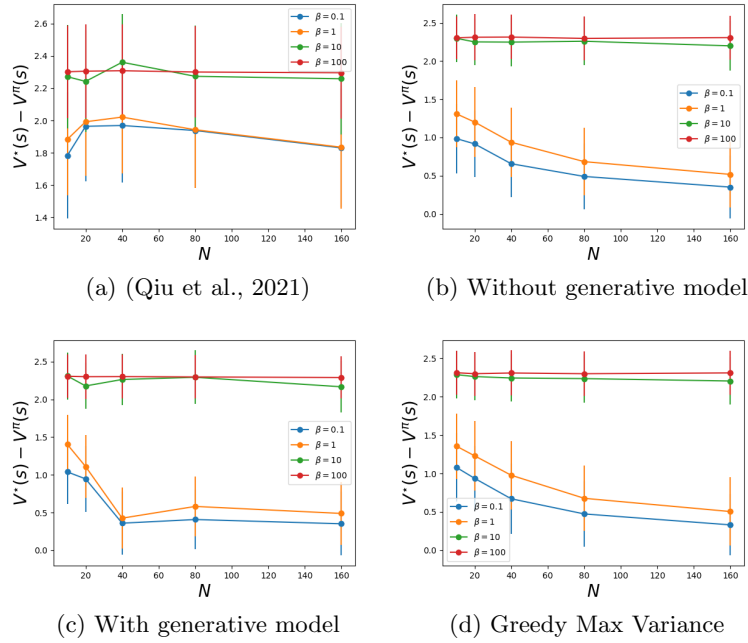 2.6
2.4
2.2
2.0
1.8
1.6
1.4
V*(s) − V^π(s)
β = 0.1
β = 1
β = 10
β = 100
20 40 60 80 100 120 140 160
N
(a) (Qiu et al., 2021)
2.5
2.0
1.5
1.0
0.5
0.0
V*(s) − V^π(s)
β = 0.1
β = 1
β = 10
β = 100
20 40 60 80 100 120 140 160
N
(b) Without generative model
2.5
2.0
1.5
1.0
0.5
0.0
V*(s) − V^π(s)
β = 0.1
β = 1
β = 10
β = 100
20 40 60 80 100 120 140 160
N
(c) With generative model
2.5
2.0
1.5
1.0
0.5
0.0
V*(s) − V^π(s)
β = 0.1
β = 1
β = 10
β = 100
20 40 60 80 100 120 140 160
N
(d) Greedy Max Variance